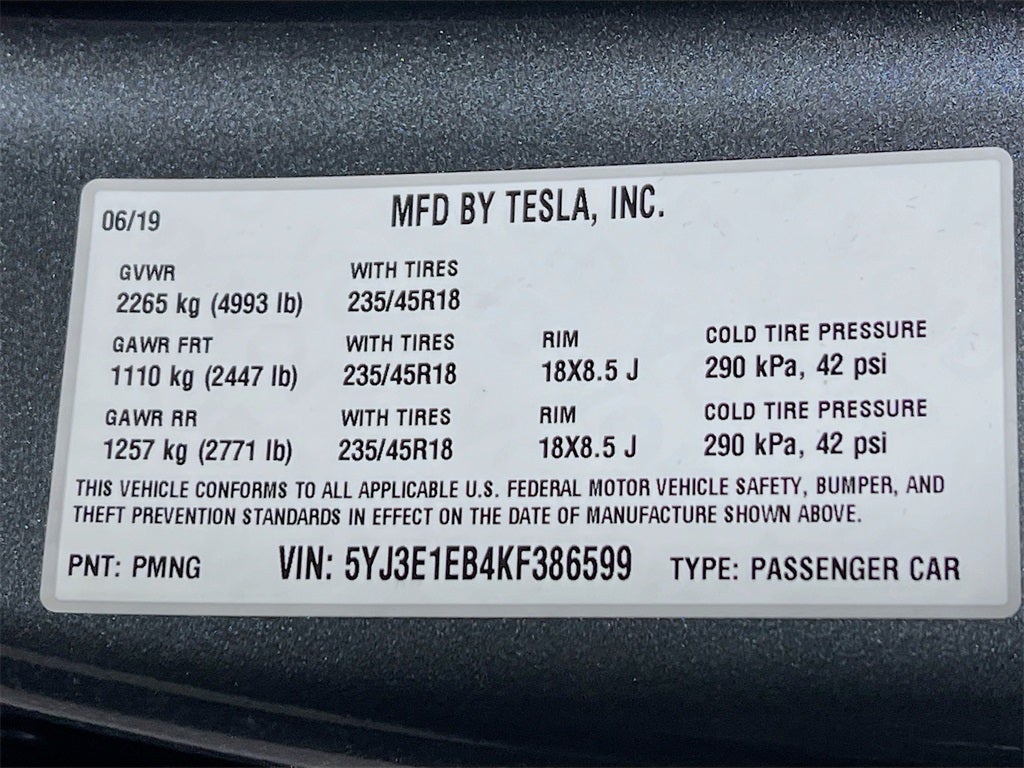 06/19 MFD BY TESLA, INC.
GVWR WITH TIRES
2265 kg (4993 lb) 235/45R18
GAWR FRT WITH TIRES RIM COLD TIRE PRESSURE
1110 kg (2447 lb) 235/45R18 18X8.5 J 290 kPa, 42 psi
GAWR RR WITH TIRES RIM COLD TIRE PRESSURE
1257 kg (2771 lb) 235/45R18 18X8.5 J 290 kPa, 42 psi
THIS VEHICLE CONFORMS TO ALL APPLICABLE U.S. FEDERAL MOTOR VEHICLE SAFETY, BUMPER, AND
THEFT PREVENTION STANDARDS IN EFFECT ON THE DATE OF MANUFACTURE SHOWN ABOVE.
PNT: PMNG VIN: 5YJ3E1EB4KF386599 TYPE: PASSENGER CAR